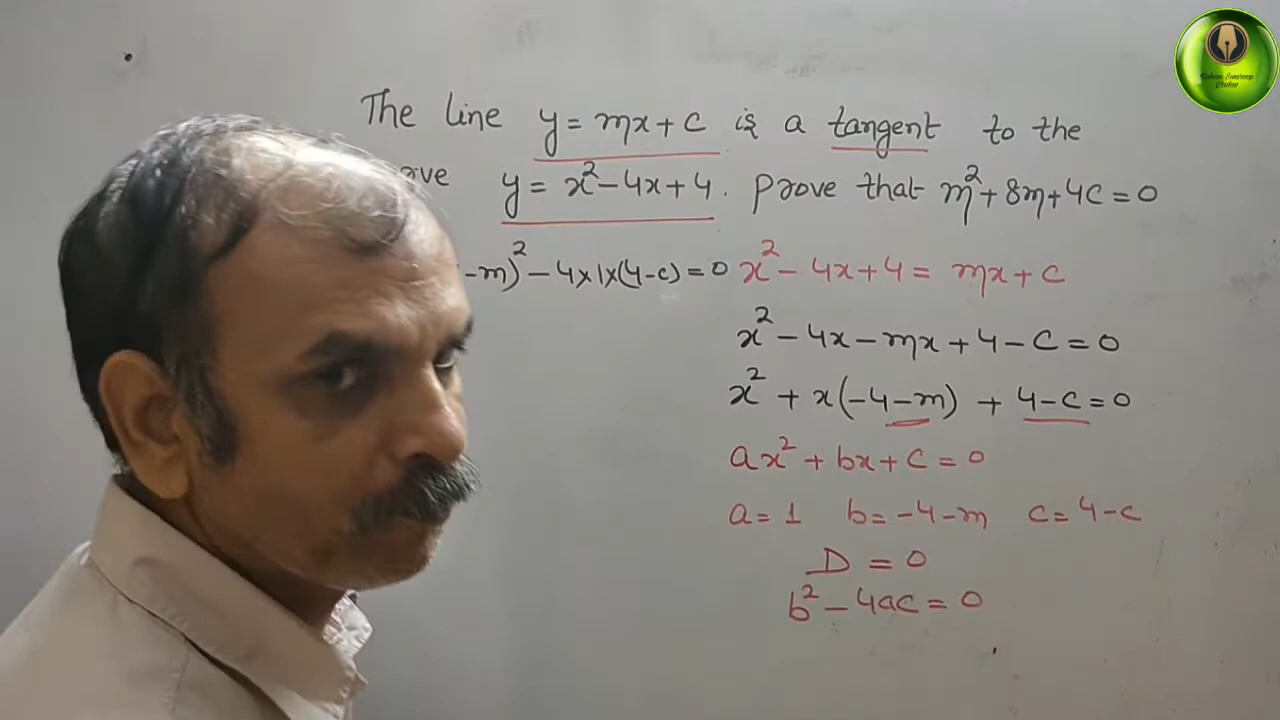 The line y = mx + c is a tangent to the
y = x² - 4x + 4. Prove that m² + 8m + 4c = 0
-m)² - 4×1×(4-c) = 0
x² - 4x + 4 = mx + c
x² - 4x - mx + 4 - c = 0
x² + x(-4-m) + 4-c = 0
ax² + bx + c = 0
a = 1 b = -4-m c = 4-c
D = 0
b² - 4ac = 0
Swaroop
Yadav